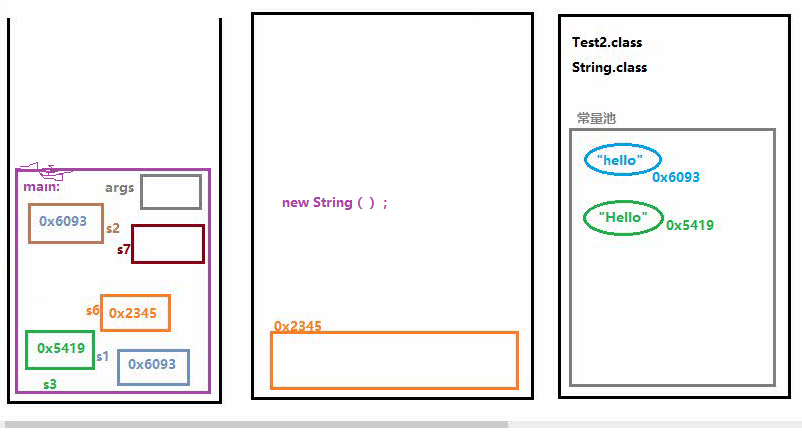 main:
args
0x6093
s2
s7
s6
0x2345
0x5419
s1
0x6093
s3
new String（）；
0x2345
Test2.class
String.class
常量池
"hello"
0x6093
"Hello"
0x5419